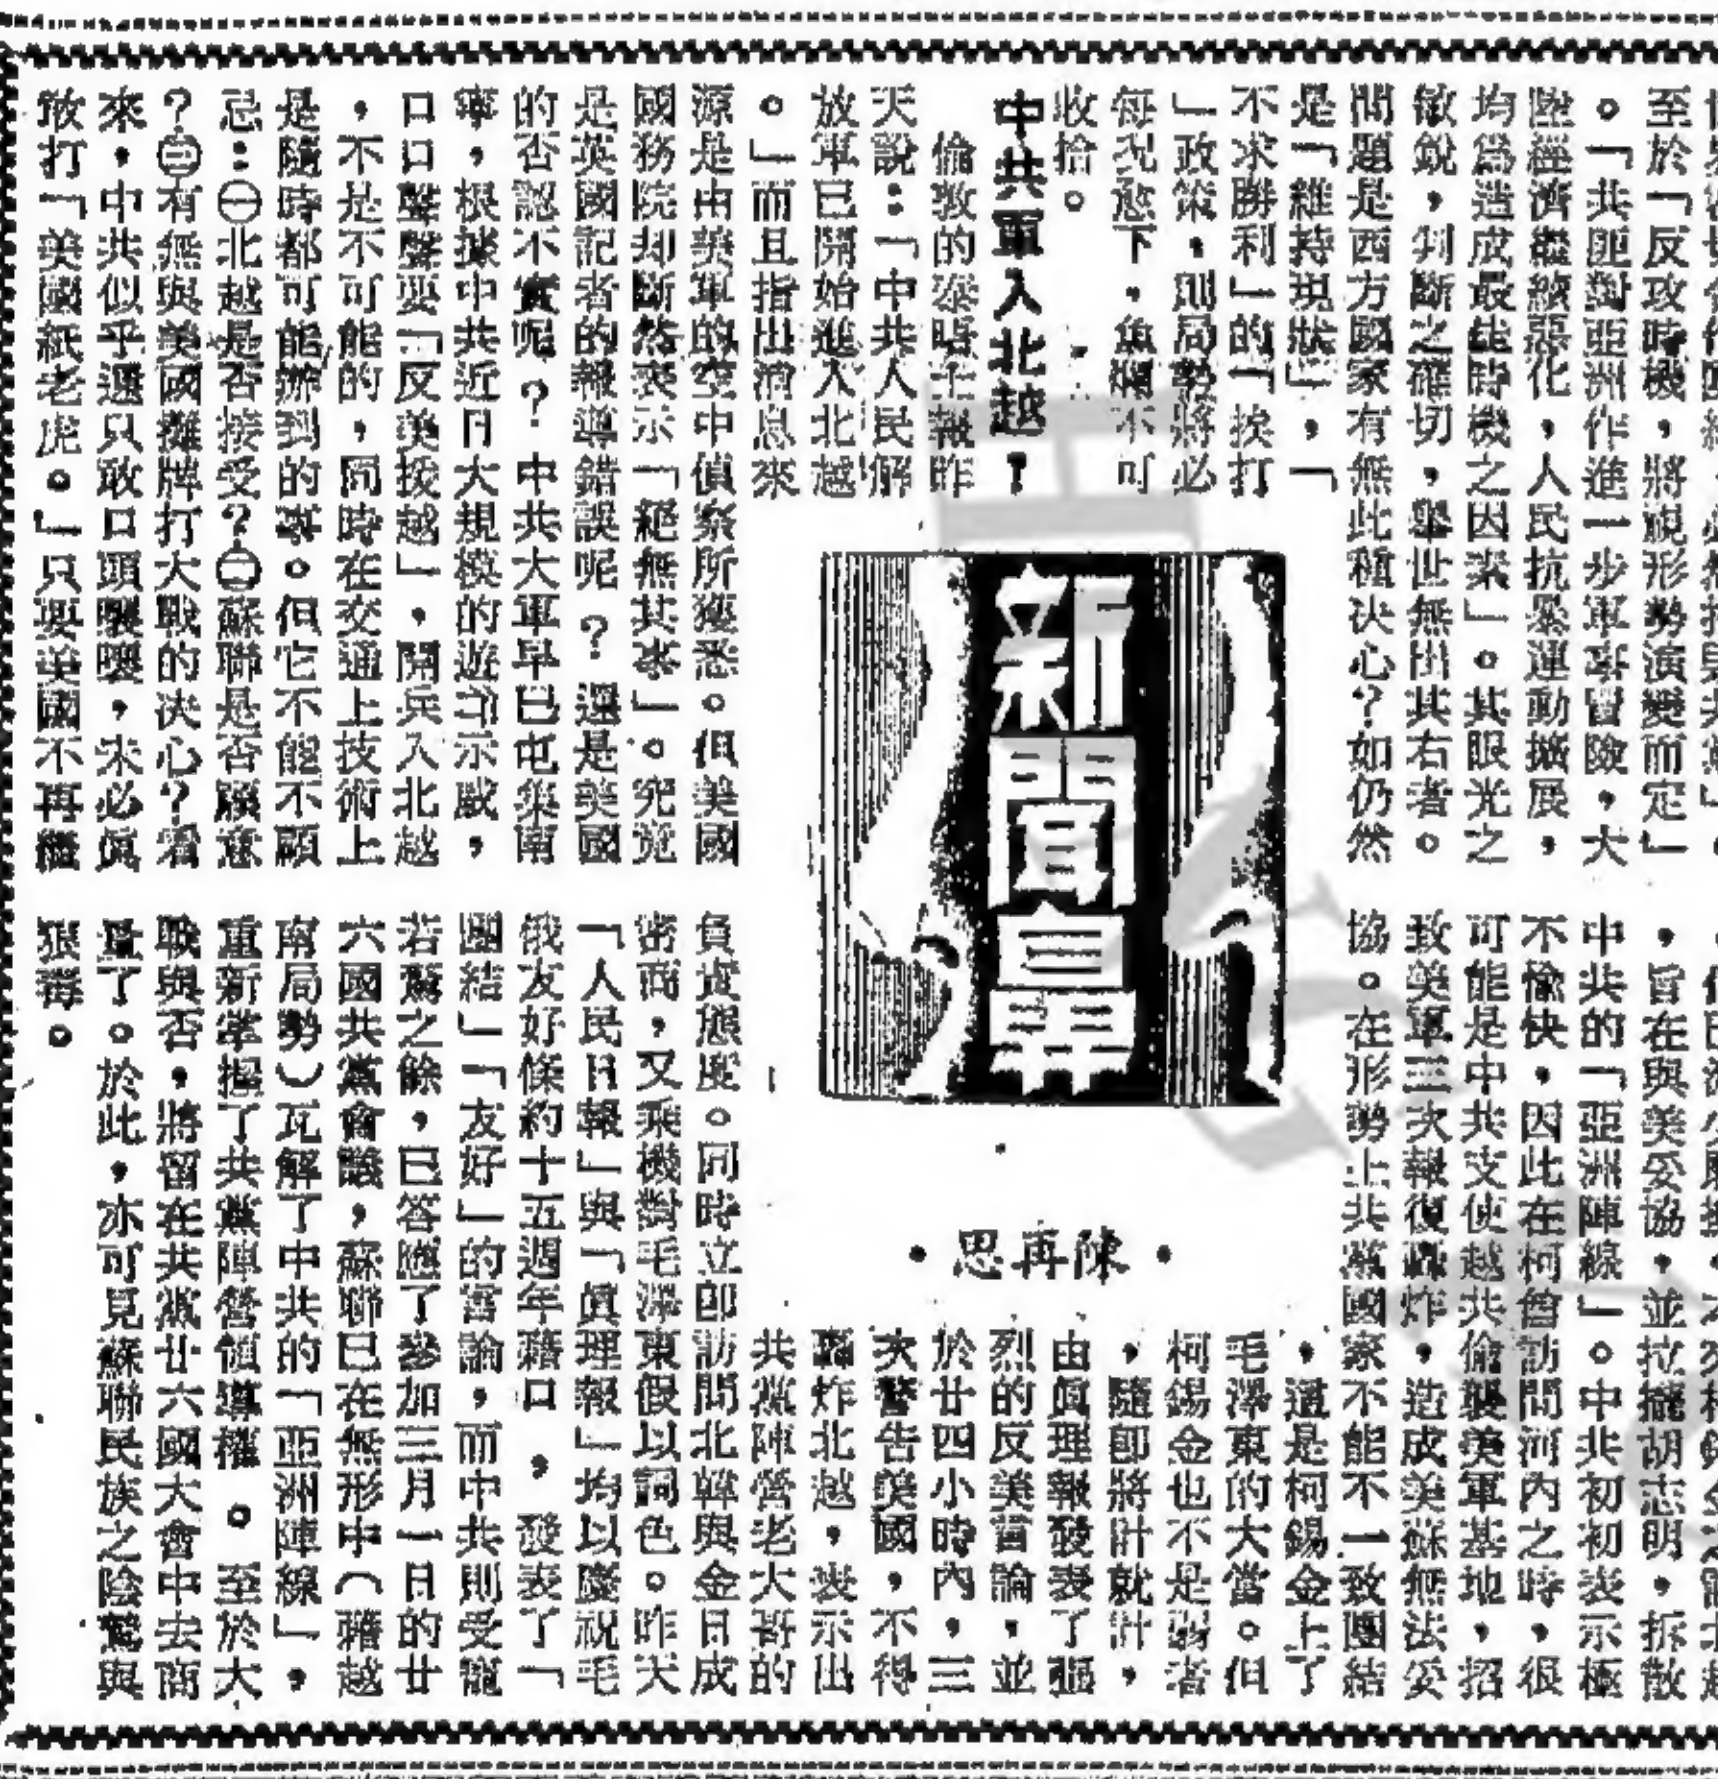 至於「反攻時機，將視形勢演變而定」
。「共匪對亞洲作進一步軍事冒險，大
陸經濟繼續惡化，人民抗暴運動擴展，
均爲造成最佳時機之因素」。其眼光之
敏銳，判斷之確切，舉世無出其右者。
問題是西方國家有無此種決心？如仍然
是「維持現狀」，「
不求勝利」的「挨打
」政策，則局勢將必
每况愈下，魚爛不可
收拾。
中共軍入北越！
倫敦的泰晤士報昨
天說：「中共人民解
放軍已開始進入北越
。」而且指出消息來
源是由美軍的空中偵察所獲悉。但美國
國務院却斷然表示「絕無其事」。究竟
是英國記者的報導錯誤呢？還是美國
的否認不實呢？中共大軍早已屯集南
寧，根據中共近日大規模的遊行示威，
口口聲聲要「反美援越」，開兵入北越
，不是不可能的，同時在交通上技術上
是隨時都可能辦到的事。但它不能不顧
忌：㊀北越是否接受？㊁蘇聯是否願意
？㊂有無與美國攤牌打大戰的决心？看
來，中共似乎還只敢口頭嚷嚷，未必眞
敢打「美國紙老虎。」只要美國不再繼
新聞眉批
•陳再思•
，旨在與美妥協，並拉攏胡志明，拆散
中共的「亞洲陣線」。中共初初表示極
不愉快，因此在柯酋訪問河內之時，很
可能是中共支使越共偷襲美軍基地，招
致美軍三次報復轟炸，造成美蘇無法妥
協。在形勢上共黨國家不能不一致團結
，這是柯錫金上了
毛澤東的大當。但
柯錫金也不是弱者
，隨卽將計就計，
由眞理報發表了強
烈的反美言論，並
於廿四小時內，三
次警告美國，不得
轟炸北越，表示出
共黨陣營老大哥的
負責態度。同時立卽訪問北韓與金日成
密商，又乘機對毛澤東假以詞色。昨天
「人民日報」與「眞理報」均以慶祝毛
俄友好條約十五週年藉口，發表了「
團結」「友好」的言論，而中共則受寵
若驚之餘，已答應了參加三月一日的廿
六國共黨會議，蘇聯已在無形中（藉越
南局勢）瓦解了中共的「亞洲陣線」，
重新掌握了共黨陣營領導權。至於大
戰與否，將留在共黨廿六國大會中去商
量了。於此，亦可見蘇聯民族之陰鷙與
狠毒。